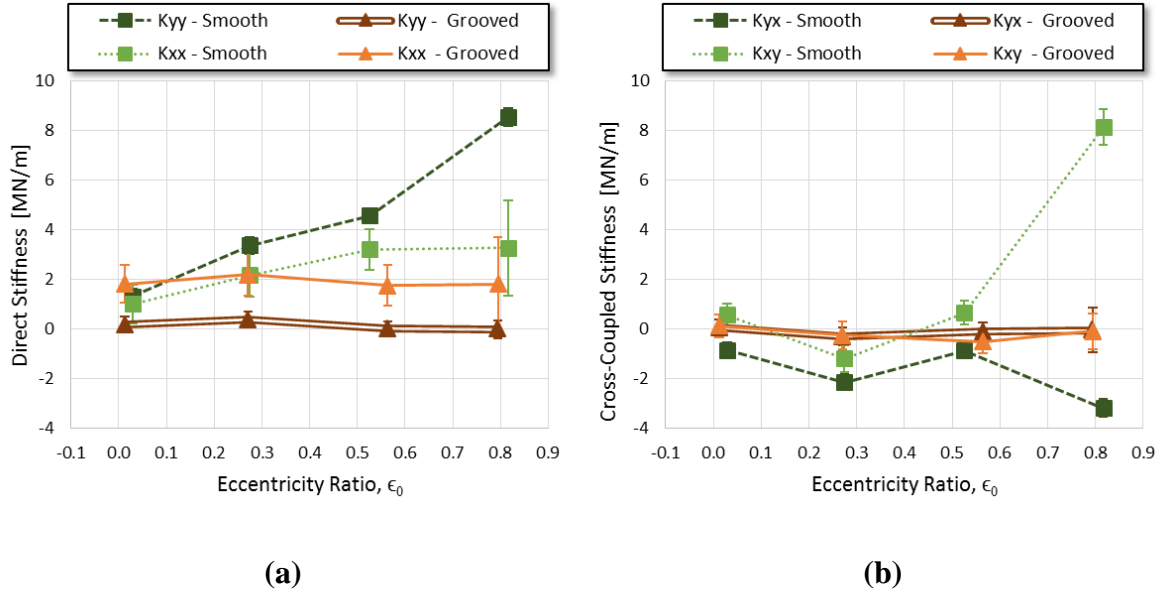 Kyy - Smooth Kyy - Grooved
Kxx - Smooth Kxx - Grooved
10
8
6
4
2
0
-2
-4
Direct Stiffness [MN/m]
-0.1 0.0 0.1 0.2 0.3 0.4 0.5 0.6 0.7 0.8 0.9
Eccentricity Ratio, ϵ₀
(a)
Kyx - Smooth Kyx - Grooved
Kxy - Smooth Kxy - Grooved
10
8
6
4
2
0
-2
-4
Cross-Coupled Stiffness [MN/m]
-0.1 0.0 0.1 0.2 0.3 0.4 0.5 0.6 0.7 0.8 0.9
Eccentricity Ratio, ϵ₀
(b)